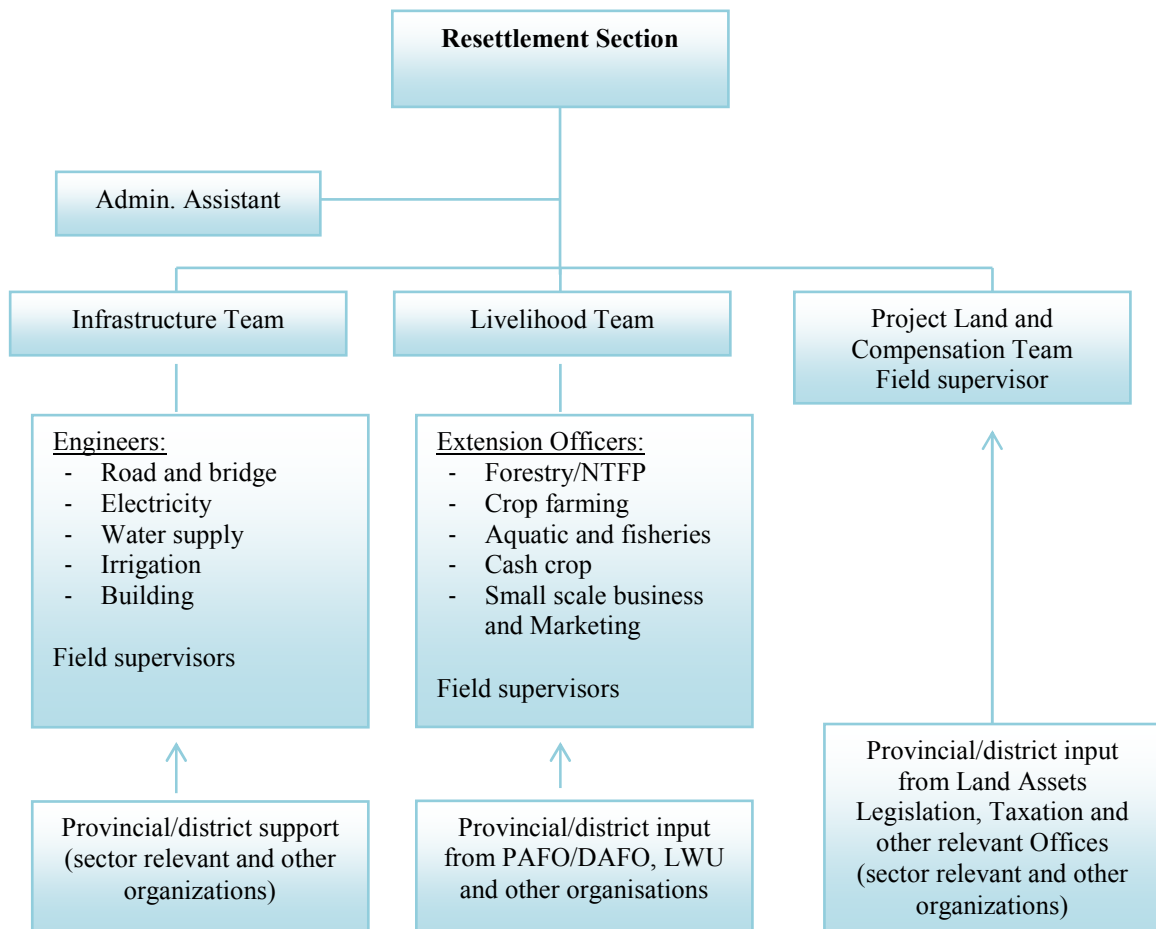 Resettlement Section
Admin. Assistant
Infrastructure Team
Livelihood Team
Project Land and
Compensation Team
Field supervisor
Engineers:
- Road and bridge
- Electricity
- Water supply
- Irrigation
- Building
Field supervisors
Extension Officers:
- Forestry/NTFP
- Crop farming
- Aquatic and fisheries
- Cash crop
- Small scale business
and Marketing
Field supervisors
Provincial/district support
(sector relevant and other
organizations)
Provincial/district input
from PAFO/DAFO, LWU
and other organisations
Provincial/district input
from Land Assets
Legislation, Taxation and
other relevant Offices
(sector relevant and other
organizations)